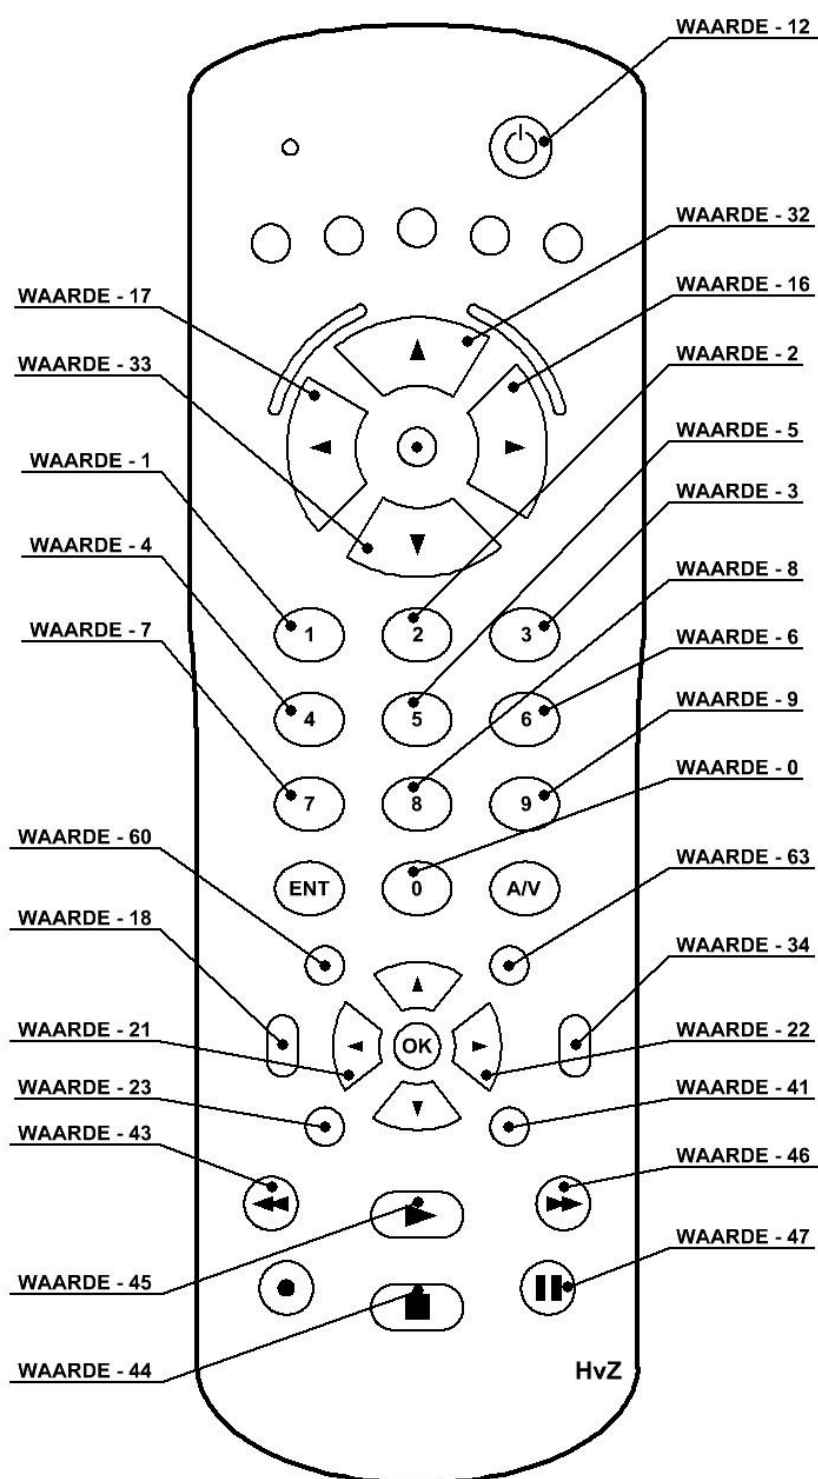 WAARDE - 12
WAARDE - 32
WAARDE - 17
WAARDE - 16
WAARDE - 33
WAARDE - 2
WAARDE - 5
WAARDE - 1
WAARDE - 3
WAARDE - 4
WAARDE - 8
WAARDE - 7
1 2 3
WAARDE - 6
WAARDE - 9
4 5 6
WAARDE - 0
7 8 9
WAARDE - 60
WAARDE - 63
ENT 0 A/V
WAARDE - 18
WAARDE - 34
WAARDE - 21
OK
WAARDE - 22
WAARDE - 23
WAARDE - 41
WAARDE - 43
WAARDE - 46
WAARDE - 47
WAARDE - 45
WAARDE - 44
HvZ